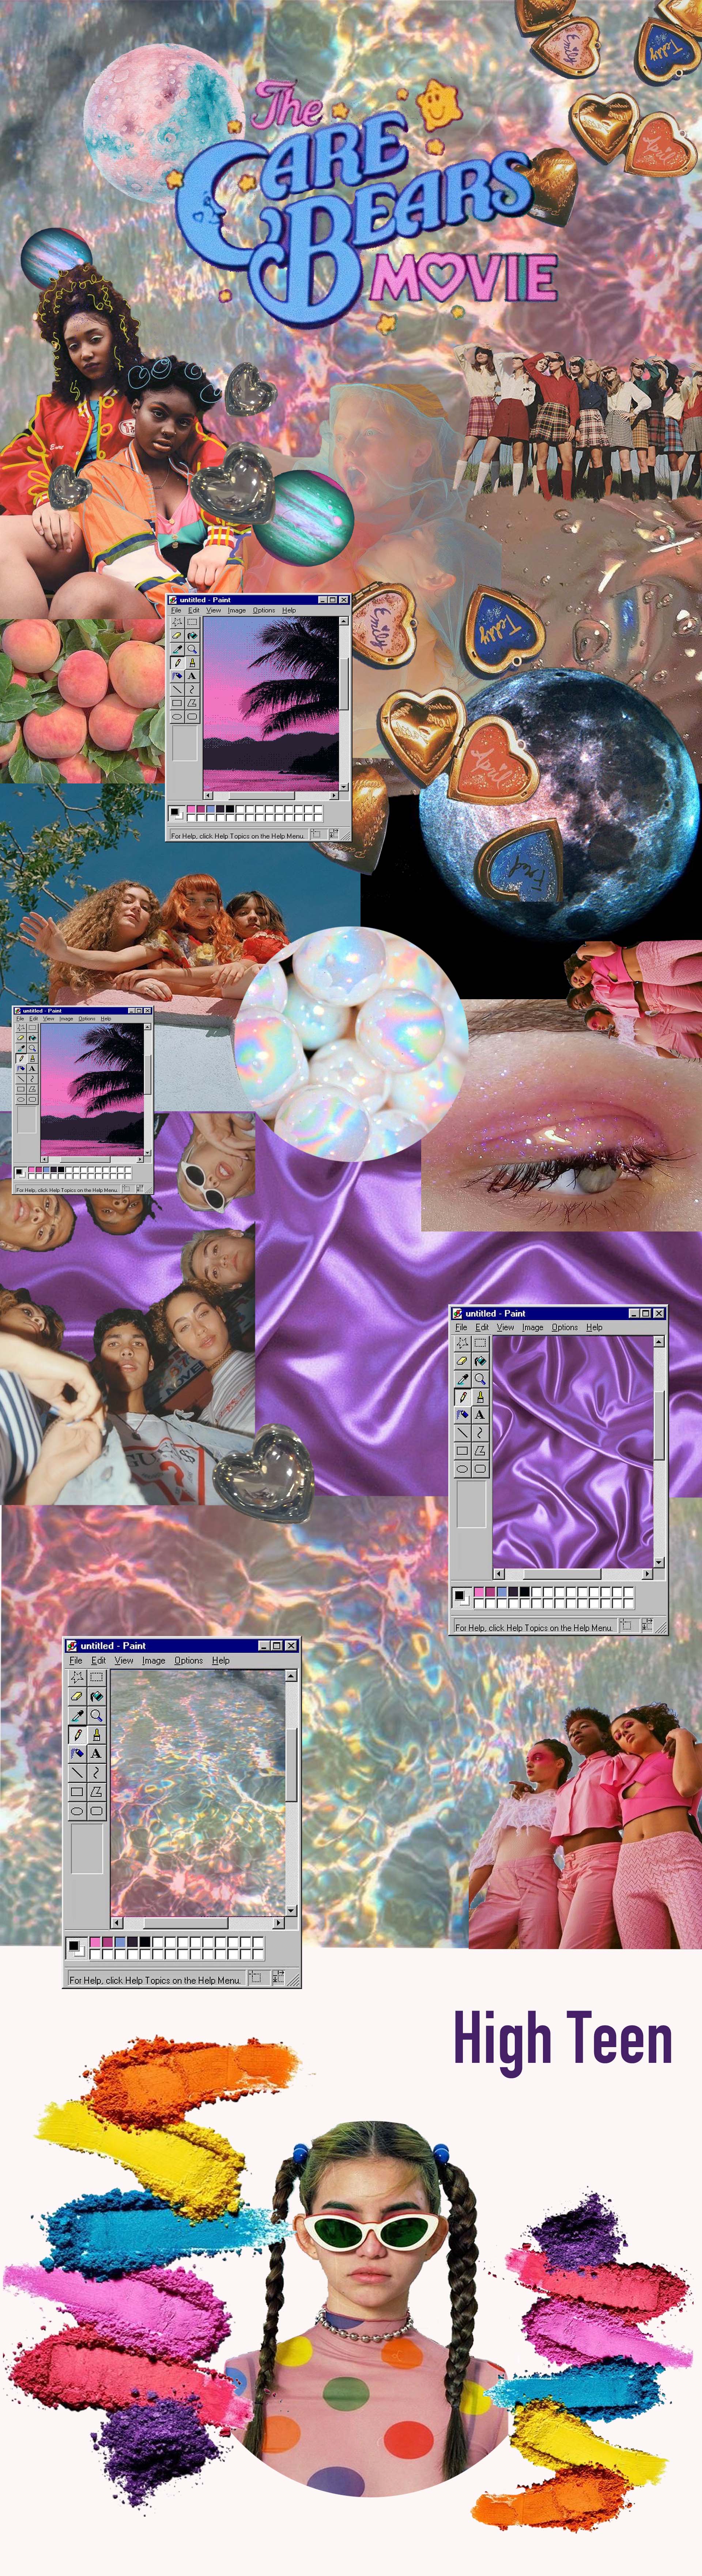 Emily
Teddy
The
CARE
BEARS
MOVIE
Emily
Teddy
untitled - Paint
File Edit View Image Options Help
A
For Help, click Help Topics on the Help Menu.
Fred
untitled - Paint
File Edit View Image Options Help
A
For Help, click Help Topics on the Help Menu.
GUESS
?
untitled - Paint
File Edit View Image Options Help
A
For Help, click Help Topics on the Help Menu.
untitled - Paint
File Edit View Image Options Help
A
For Help, click Help Topics on the Help Menu.
High Teen